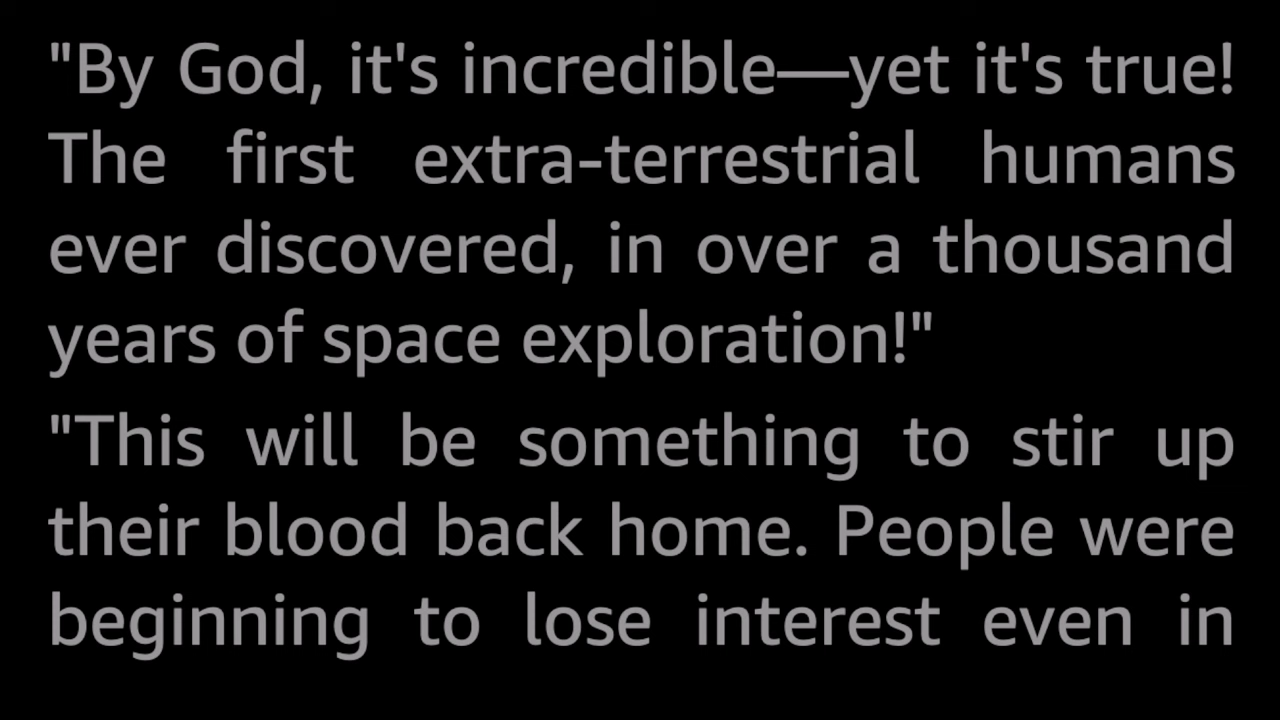 "By God, it's incredible—yet it's true!
The first extra-terrestrial humans
ever discovered, in over a thousand
years of space exploration!"
"This will be something to stir up
their blood back home. People were
beginning to lose interest even in